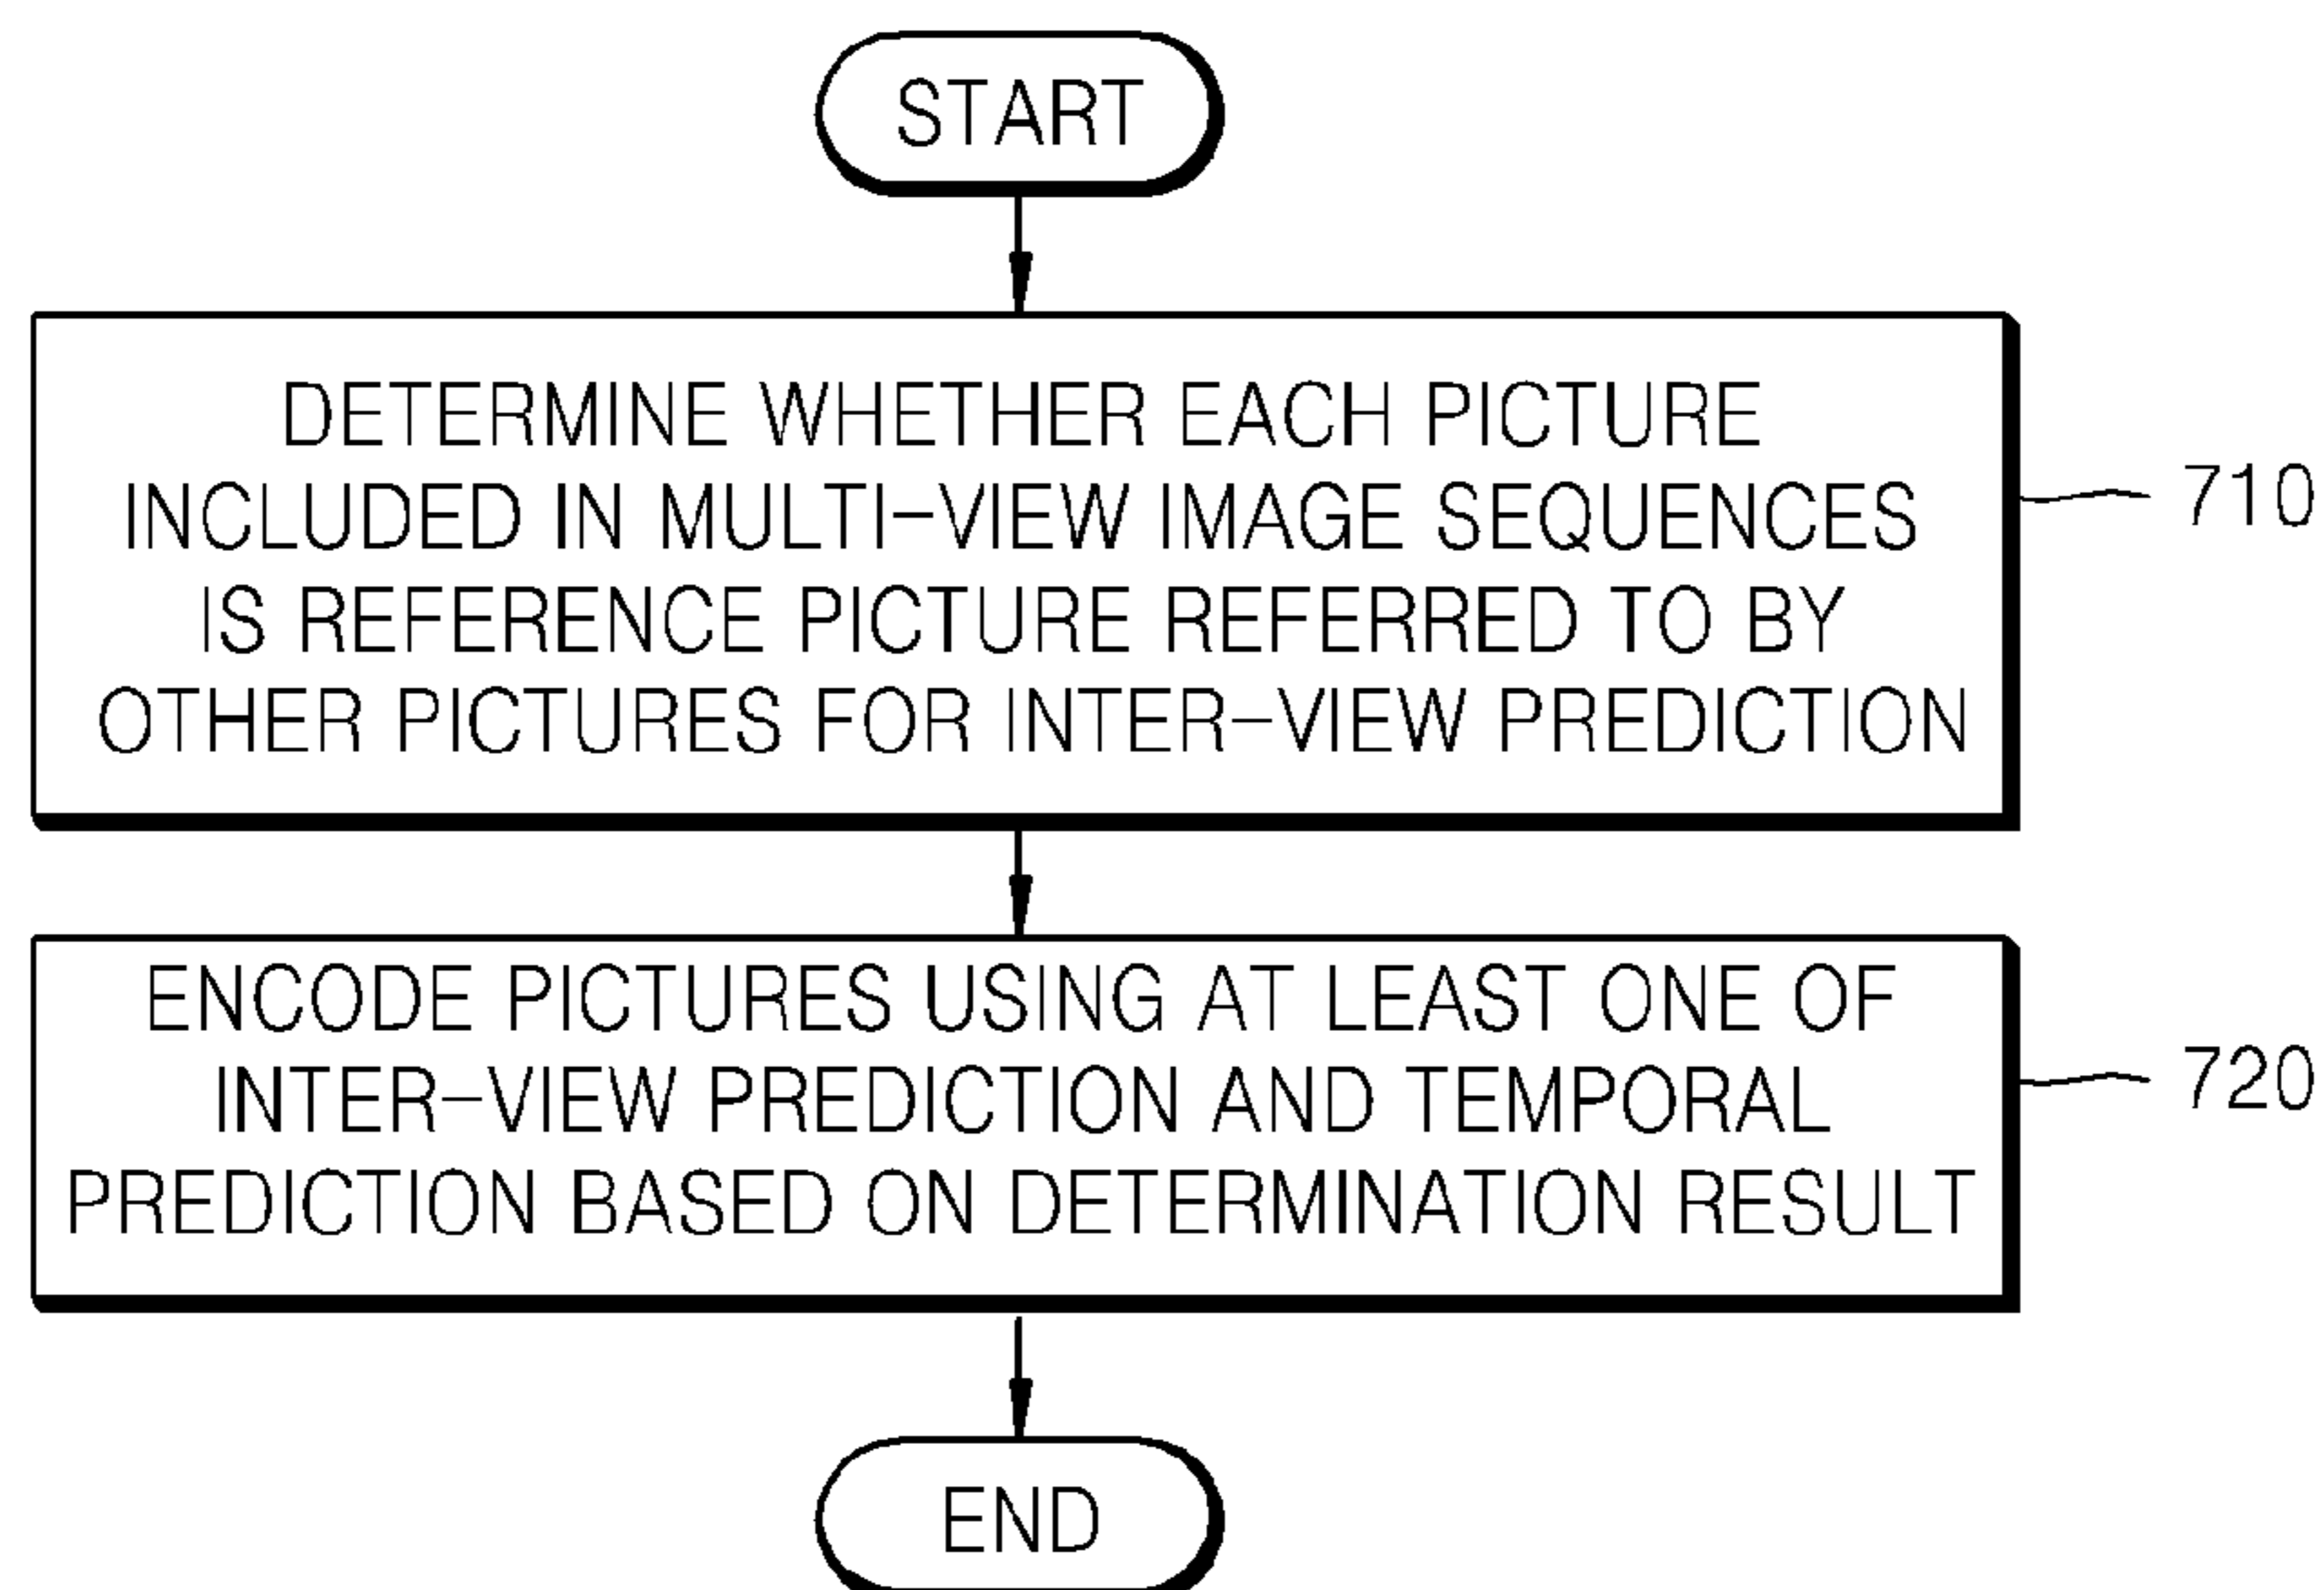 START
DETERMINE WHETHER EACH PICTURE
INCLUDED IN MULTI-VIEW IMAGE SEQUENCES
IS REFERENCE PICTURE REFERRED TO BY
OTHER PICTURES FOR INTER-VIEW PREDICTION
710
ENCODE PICTURES USING AT LEAST ONE OF
INTER-VIEW PREDICTION AND TEMPORAL
PREDICTION BASED ON DETERMINATION RESULT
720
END